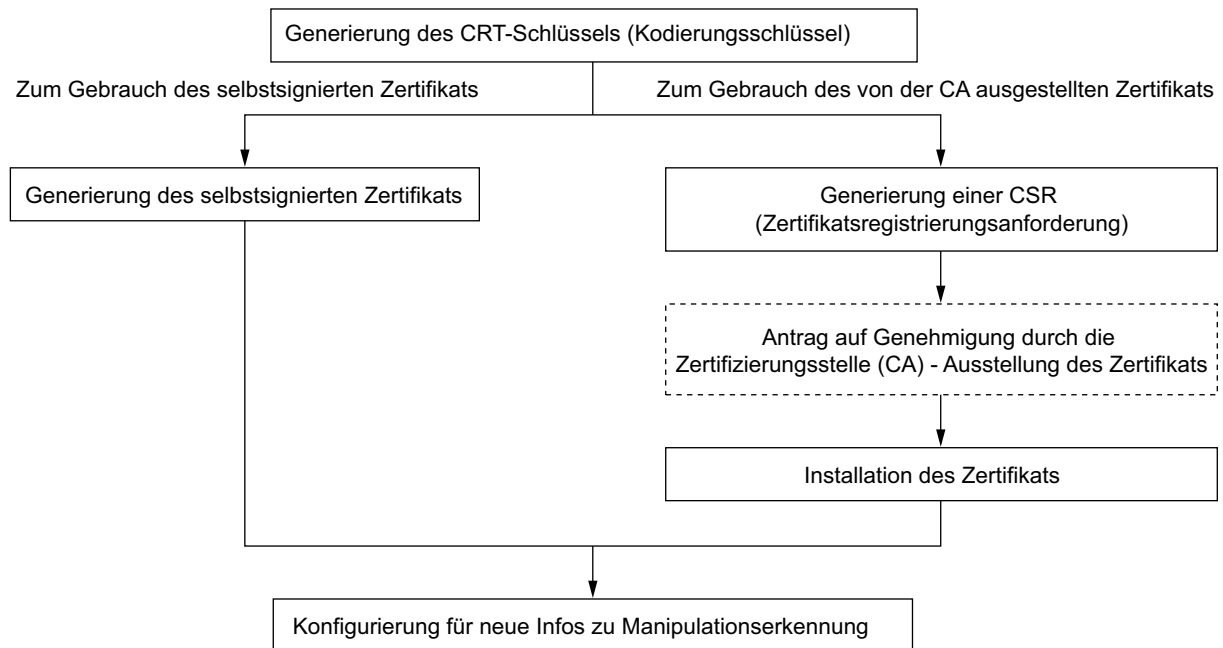 Generierung des CRT-Schlüssels (Kodierungsschlüssel)
Zum Gebrauch des selbstsignierten Zertifikats
Zum Gebrauch des von der CA ausgestellten Zertifikats
Generierung des selbstsignierten Zertifikats
Generierung einer CSR
(Zertifikatsregistrierungsanforderung)
Antrag auf Genehmigung durch die
Zertifizierungsstelle (CA) - Ausstellung des Zertifikats
Installation des Zertifikats
Konfigurierung für neue Infos zu Manipulationserkennung